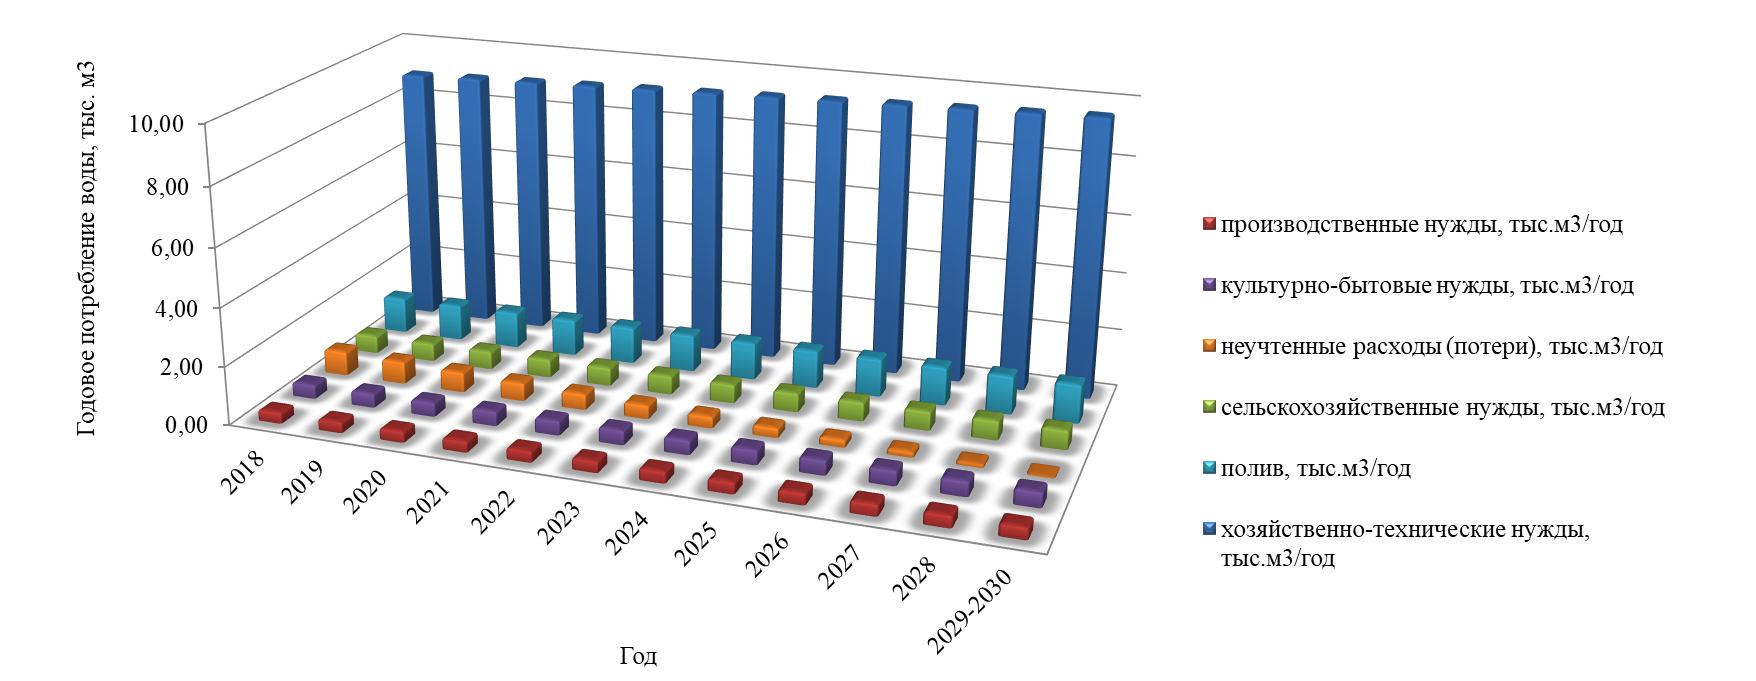 Годовое потребление воды, тыс. м3
10,00
8,00
6,00
4,00
2,00
0,00
2018
2019
2020
2021
2022
2023
2024
2025
2026
2027
2028
2029-2030
Год
производственные нужды, тыс.м3/год
культурно-бытовые нужды, тыс.м3/год
неучтенные расходы (потери), тыс.м3/год
сельскохозяйственные нужды, тыс.м3/год
полив, тыс.м3/год
хозяйственно-технические нужды,
тыс.м3/год